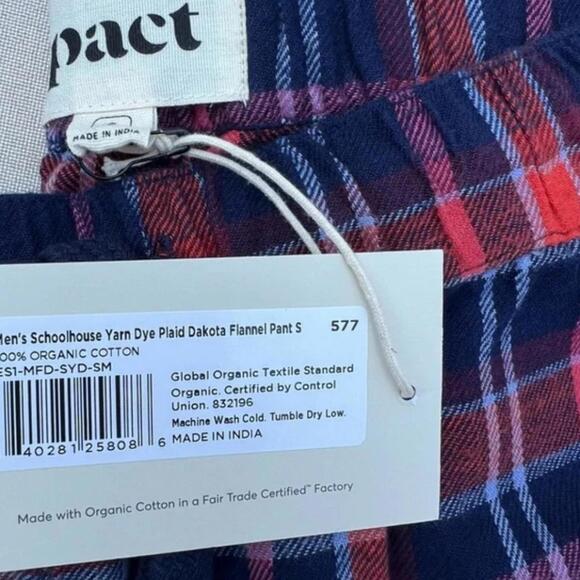 pact
MADE IN INDIA
Men's Schoolhouse Yarn Dye Plaid Dakota Flannel Pant S 577
100% ORGANIC COTTON
ES1-MFD-SYD-SM
Global Organic Textile Standard
Organic. Certified by Control
Union. 832196
Machine Wash Cold. Tumble Dry Low.
MADE IN INDIA
40281 25808 6
Made with Organic Cotton in a Fair Trade Certified™ Factory